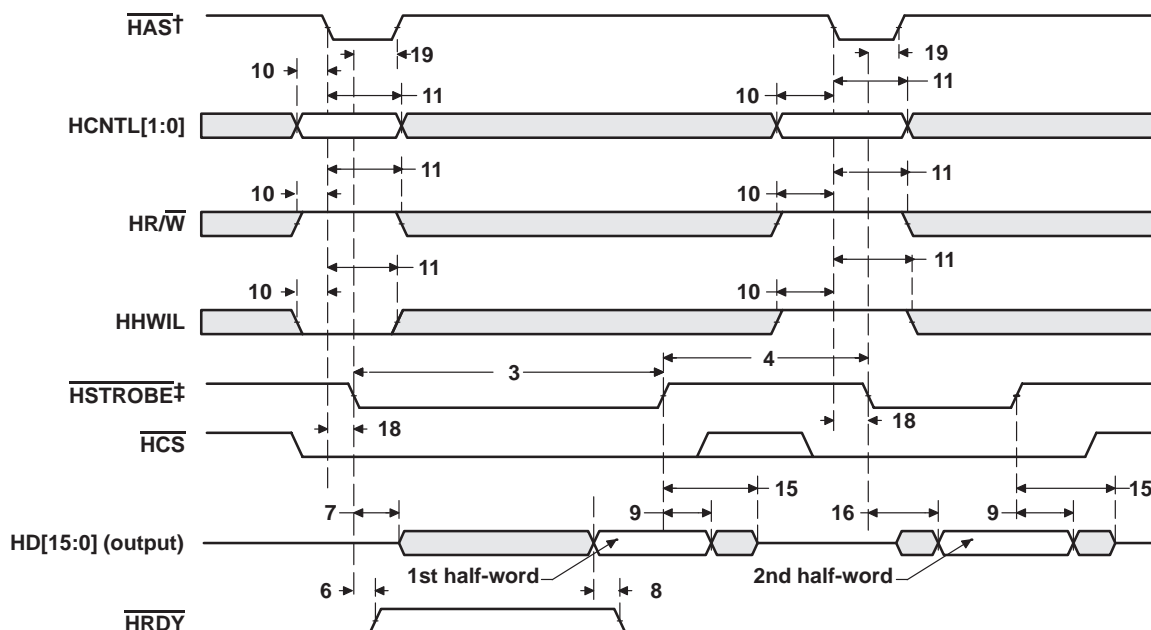 HAS†
19
19
10
11
10
11
HCNTL[1:0]
11
11
10
10
HR/W
11
11
10
10
HHWIL
3
4
HSTROBE‡
18
18
HCS
15
15
7
9
16
9
HD[15:0] (output)
1st half-word
2nd half-word
6
8
HRDY